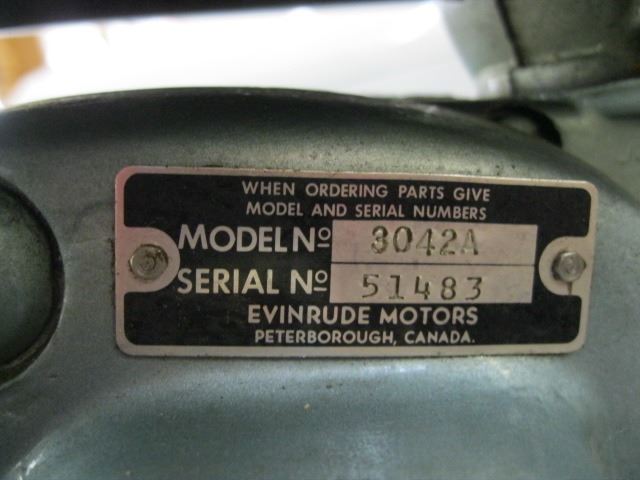 WHEN ORDERING PARTS GIVE
MODEL AND SERIAL NUMBERS
MODEL Nº 3042A
SERIAL Nº 51483
EVINRUDE MOTORS
PETERBOROUGH, CANADA.